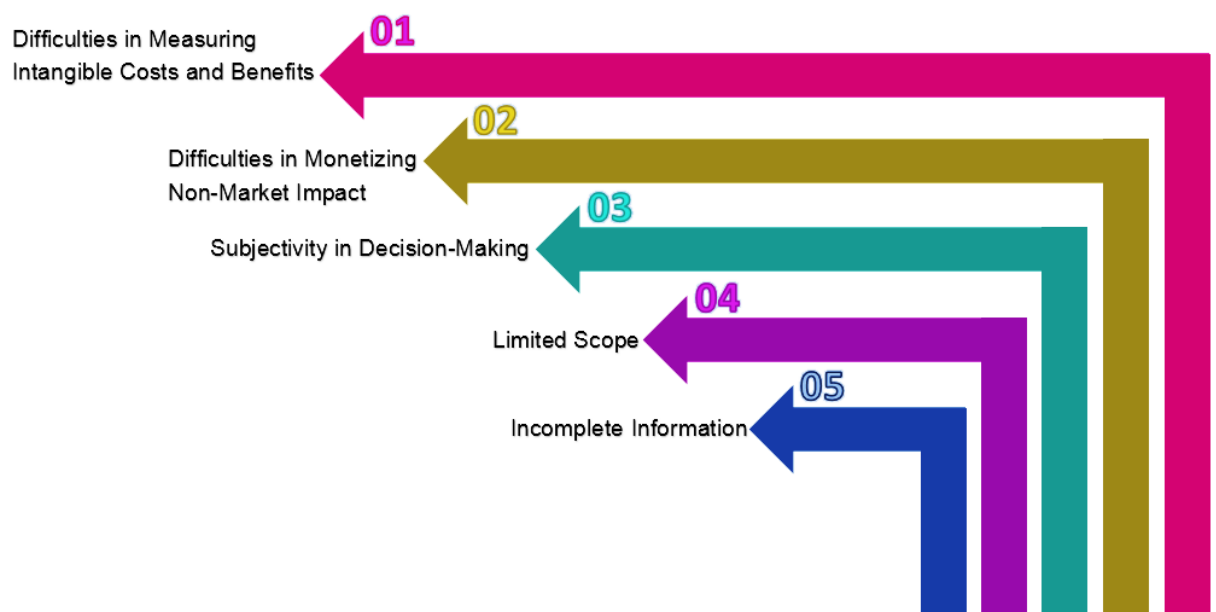 01
Difficulties in Measuring
Intangible Costs and Benefits
02
Difficulties in Monetizing
Non-Market Impact
03
Subjectivity in Decision-Making
04
Limited Scope
05
Incomplete Information